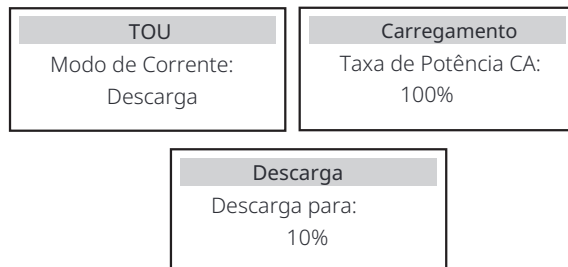 TOU
Modo de Corrente:
Descarga
Carregamento
Taxa de Potência CA:
100%
Descarga
Descarga para:
10%